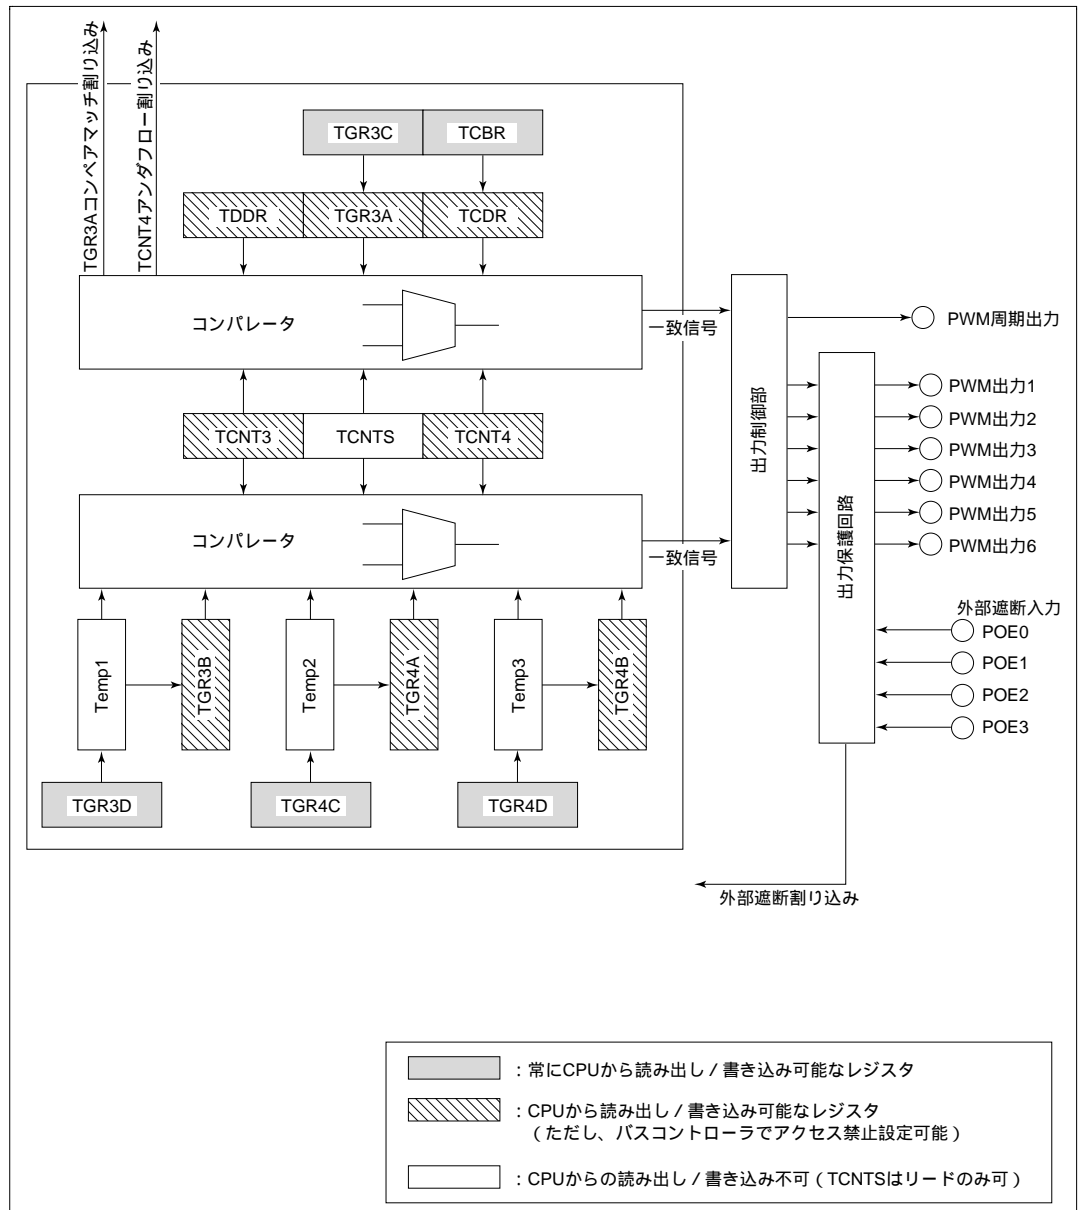 TGR3Aコンペアマッチ割り込み
TCNT4アンダフロー割り込み
TGR3C
TCBR
TDDR
TGR3A
TCDR
コンパレータ
一致信号
TCNT3
TCNTS
TCNT4
コンパレータ
一致信号
Temp1
TGR3B
Temp2
TGR4A
Temp3
TGR4B
TGR3D
TGR4C
TGR4D
出力制御部
出力保護回路
PWM周期出力
PWM出力1
PWM出力2
PWM出力3
PWM出力4
PWM出力5
PWM出力6
外部遮断入力
POE0
POE1
POE2
POE3
外部遮断割り込み
：常にCPUから読み出し / 書き込み可能なレジスタ
：CPUから読み出し / 書き込み可能なレジスタ
（ただし、バスコントローラでアクセス禁止設定可能）
：CPUからの読み出し / 書き込み不可（TCNTSはリードのみ可）